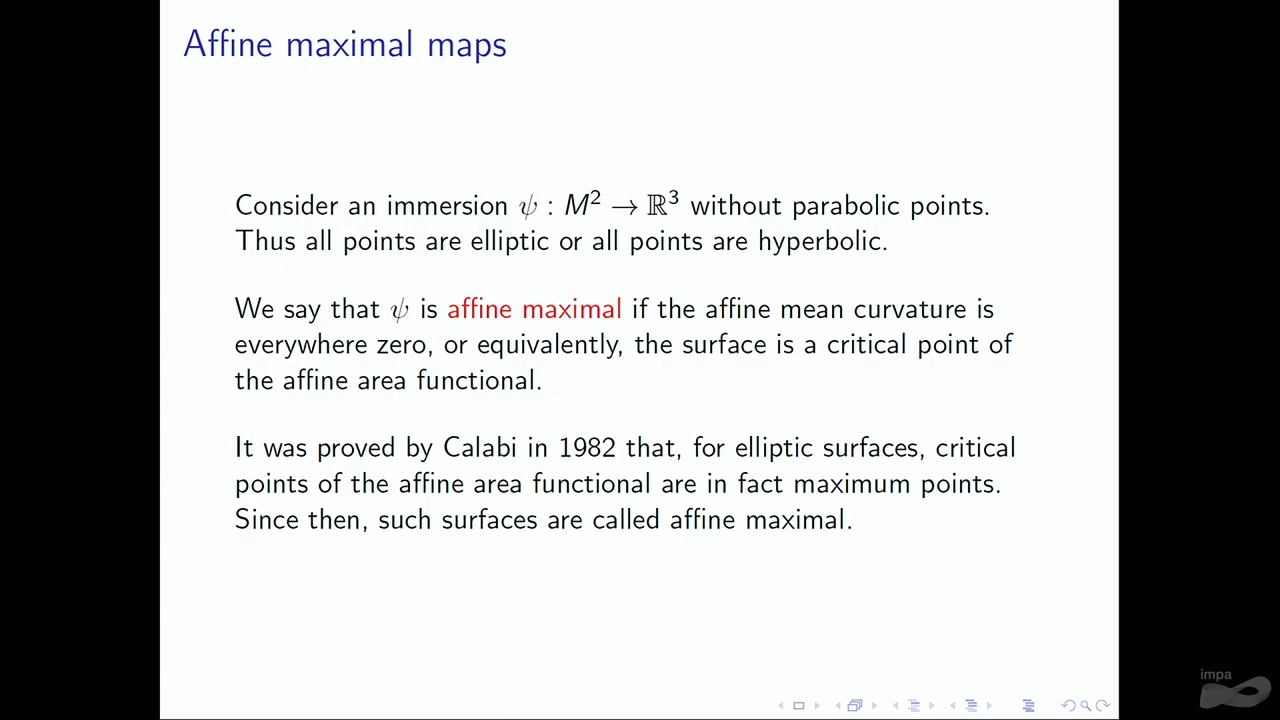 Affine maximal maps
Consider an immersion ψ : M² → ℝ³ without parabolic points.
Thus all points are elliptic or all points are hyperbolic.
We say that ψ is affine maximal if the affine mean curvature is
everywhere zero, or equivalently, the surface is a critical point of
the affine area functional.
It was proved by Calabi in 1982 that, for elliptic surfaces, critical
points of the affine area functional are in fact maximum points.
Since then, such surfaces are called affine maximal.
impa